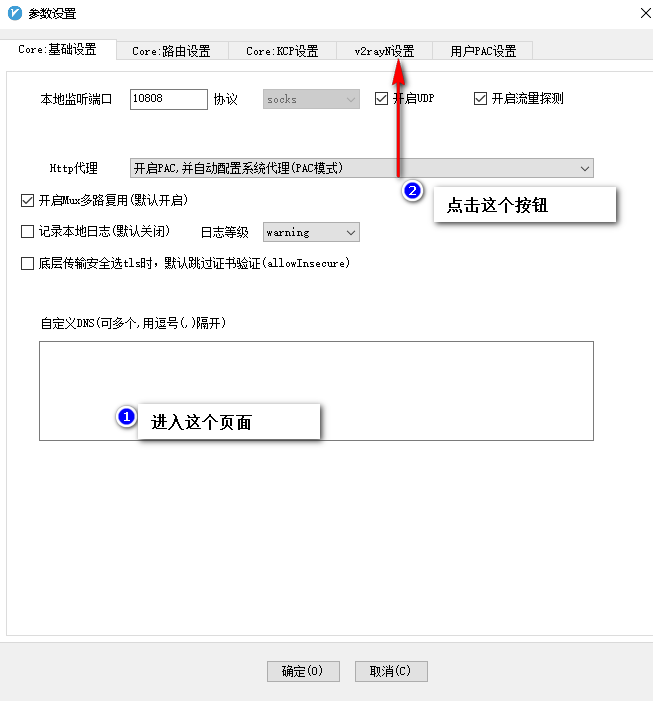 参数设置
Core:基础设置 Core:路由设置 Core:KCP设置 v2rayN设置 用户PAC设置
本地监听端口 10808 协议 socks 开启UDP 开启流量探测
Http代理 开启PAC,并自动配置系统代理(PAC模式)
2 点击这个按钮
开启Mux多路复用(默认开启)
记录本地日志(默认关闭) 日志等级 warning
底层传输安全选tls时，默认跳过证书验证(allowInsecure)
自定义DNS(可多个,用逗号(,)隔开)
1 进入这个页面
确定(O) 取消(C)